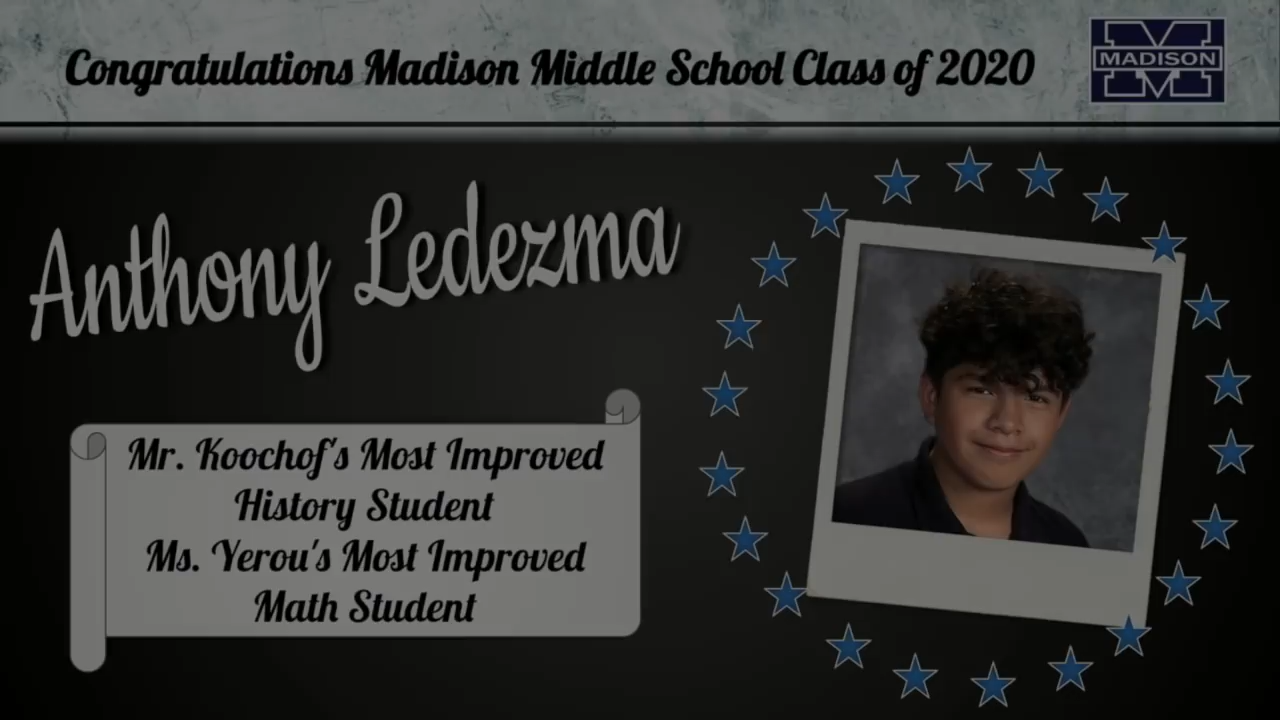 Congratulations Madison Middle School Class of 2020
M
MADISON
Anthony Ledezma
Mr. Koochof's Most Improved
History Student
Ms. Yerou's Most Improved
Math Student